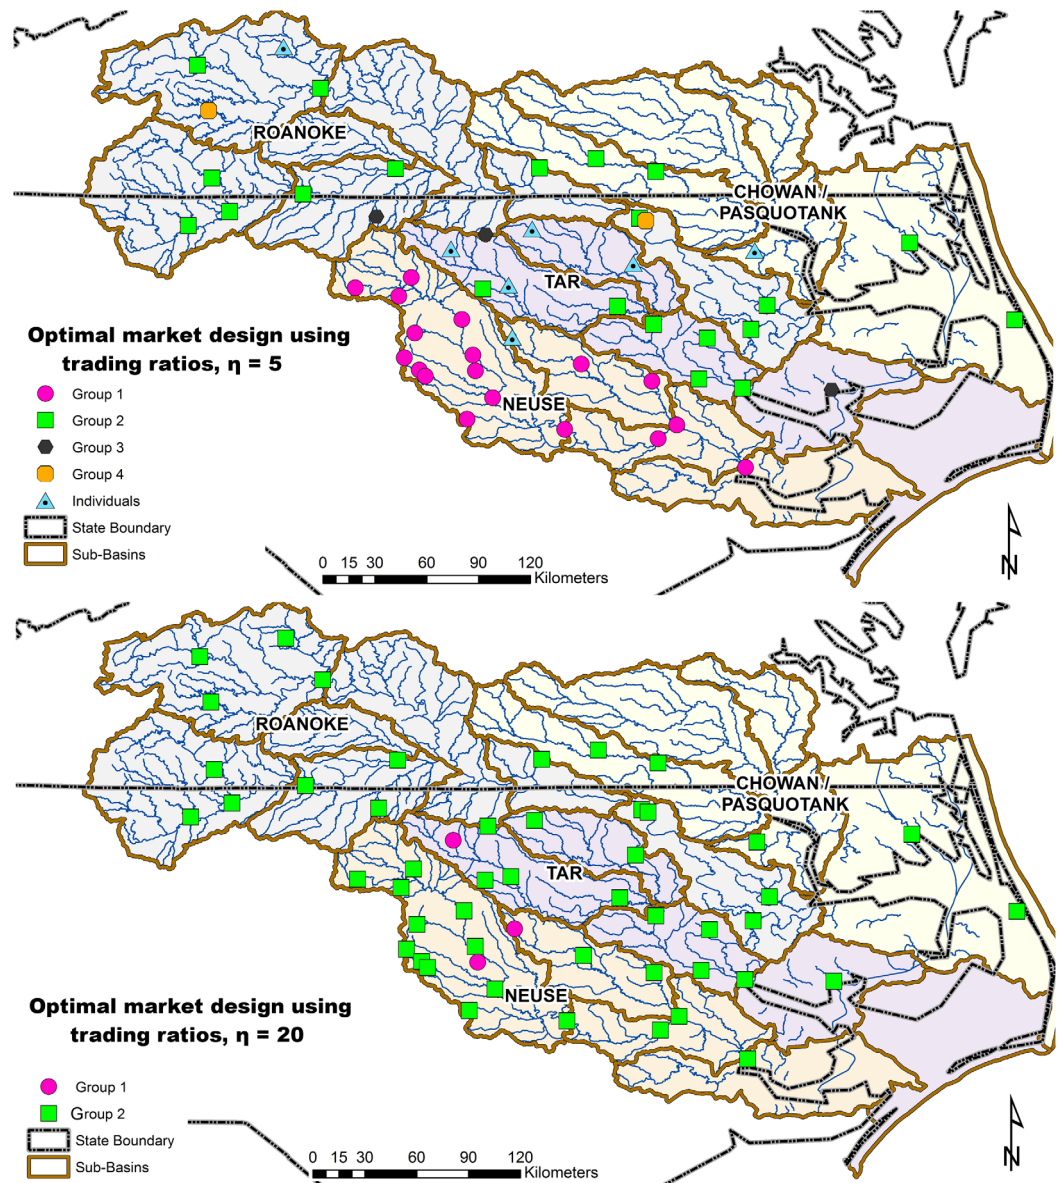 ROANOKE
CHOWAN /
PASQUOTANK
TAR
Optimal market design using
trading ratios, η = 5
Group 1
Group 2
NEUSE
Group 3
Group 4
Individuals
State Boundary
Sub-Basins
0 15 30 60 90 120
Kilometers
N
ROANOKE
CHOWAN /
PASQUOTANK
TAR
NEUSE
Optimal market design using
trading ratios, η = 20
Group 1
Group 2
State Boundary
Sub-Basins
0 15 30 60 90 120
Kilometers
N